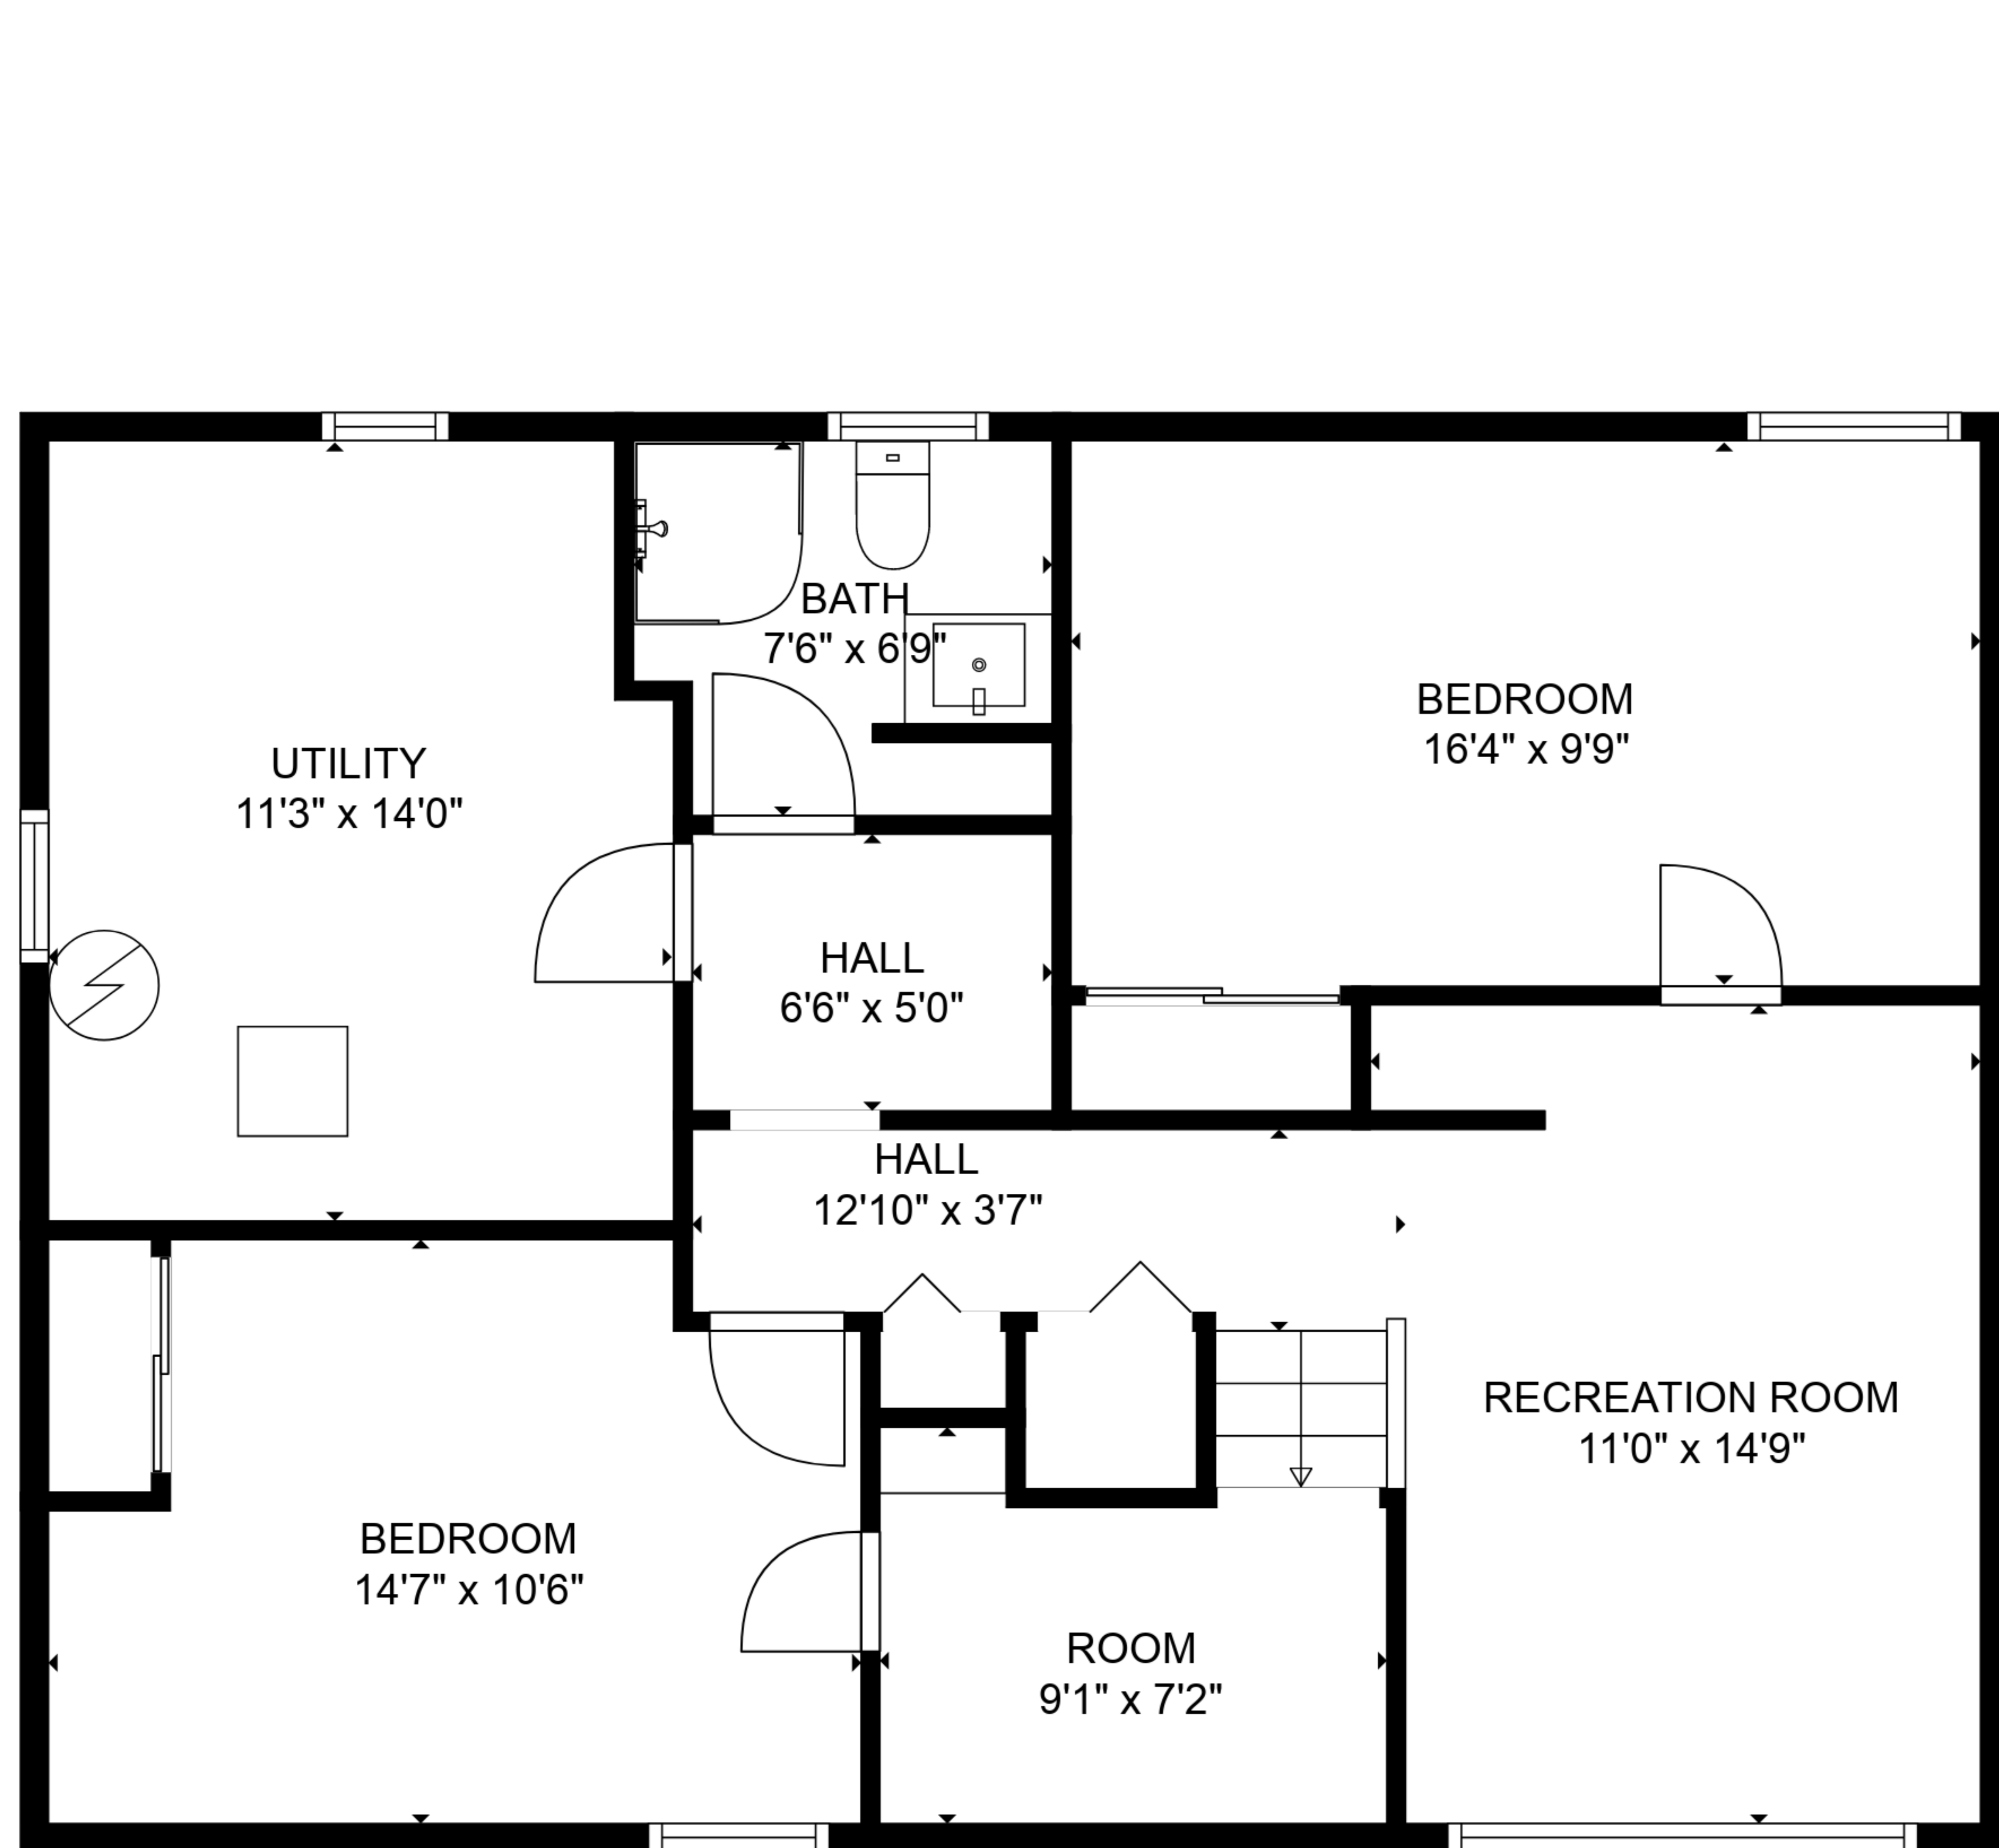 BATH
7'6" x 6'9"
BEDROOM
16'4" x 9'9"
UTILITY
11'3" x 14'0"
HALL
6'6" x 5'0"
HALL
12'10" x 3'7"
RECREATION ROOM
11'0" x 14'9"
BEDROOM
14'7" x 10'6"
ROOM
9'1" x 7'2"